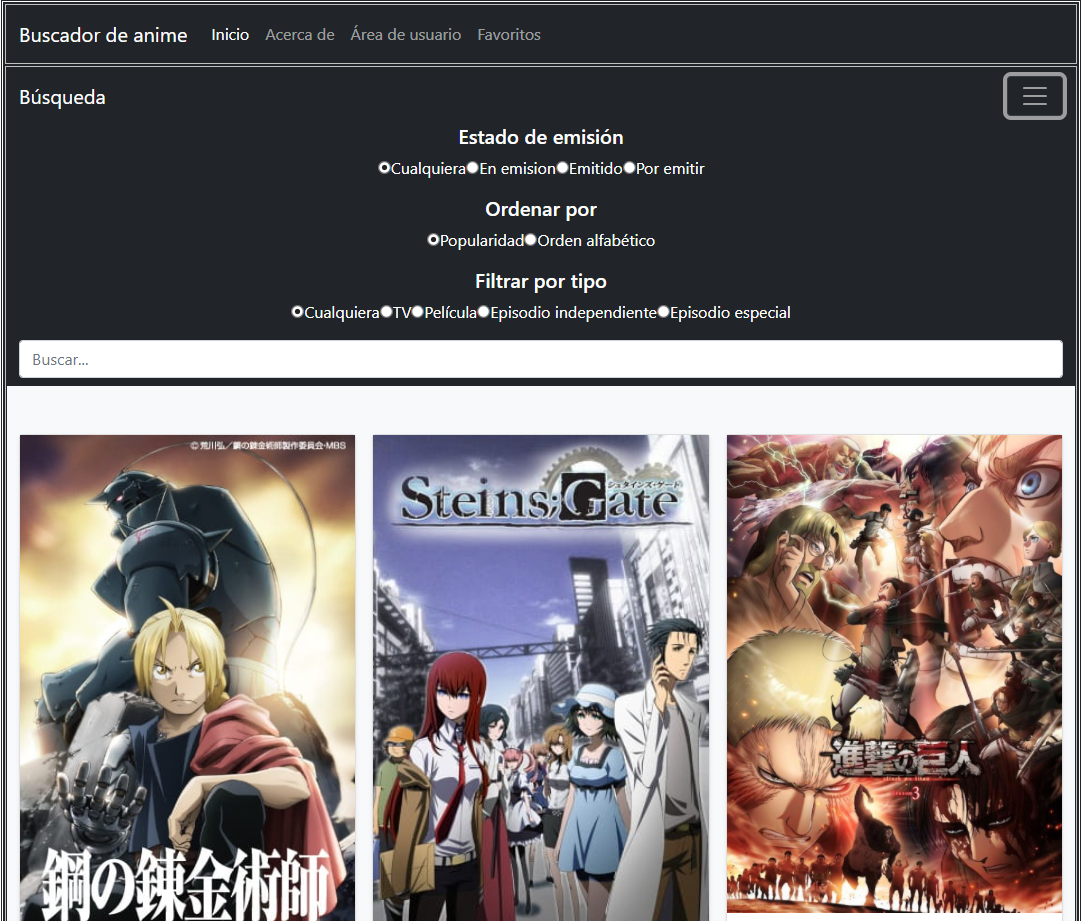 Buscador de anime Inicio Acerca de Área de usuario Favoritos
Búsqueda
Estado de emisión
Cualquiera En emision Emitido Por emitir
Ordenar por
Popularidad Orden alfabético
Filtrar por tipo
Cualquiera TV Película Episodio independiente Episodio especial
Buscar...
©荒川弘／鋼の錬金術師製作委員会・MBS
鋼の錬金術師
Steins;Gate
シュタインズ・ゲート
進撃の巨人
attack on titan
3